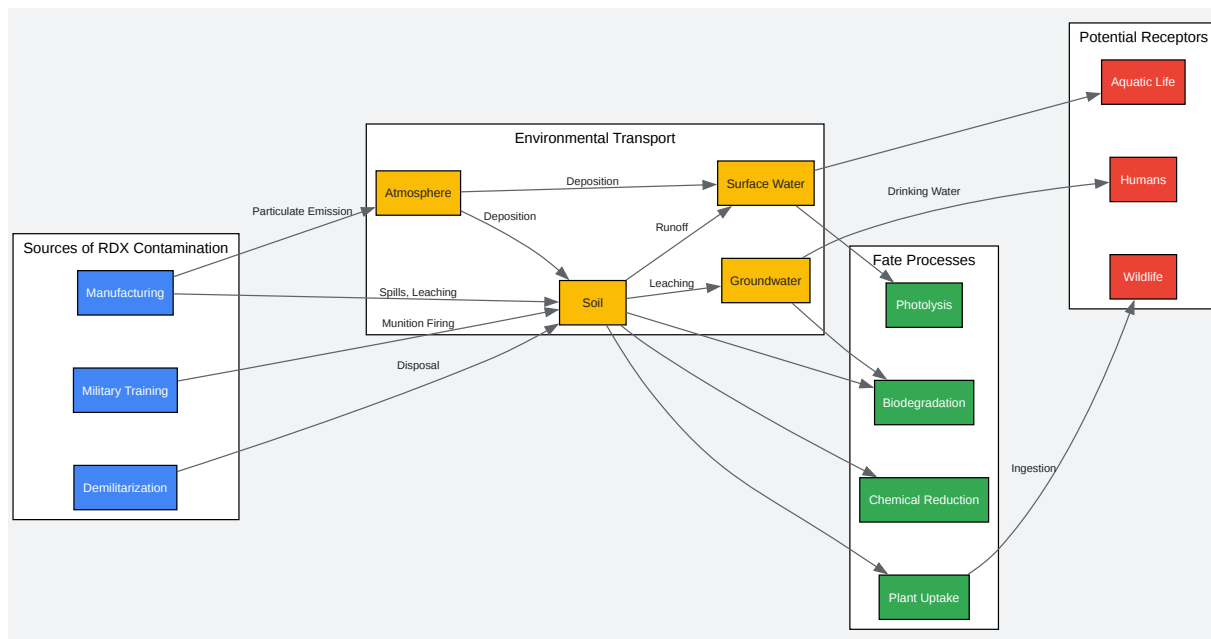 Sources of RDX Contamination
Manufacturing
Military Training
Demilitarization
Particulate Emission
Spills, Leaching
Munition Firing
Disposal
Environmental Transport
Atmosphere
Deposition
Deposition
Surface Water
Runoff
Leaching
Soil
Groundwater
Drinking Water
Fate Processes
Photolysis
Biodegradation
Chemical Reduction
Plant Uptake
Ingestion
Potential Receptors
Aquatic Life
Humans
Wildlife